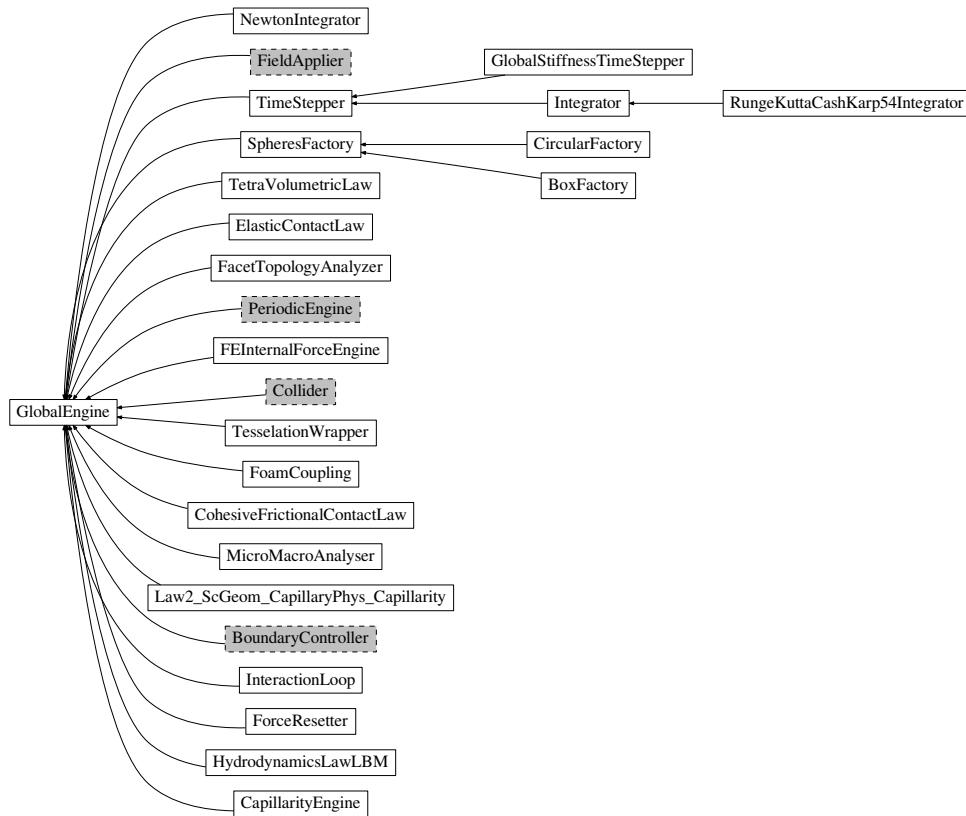 NewtonIntegrator
FieldApplier
GlobalStiffnessTimeStepper
TimeStepper
Integrator
RungeKuttaCashKarp54Integrator
SpheresFactory
CircularFactory
BoxFactory
TetraVolumetricLaw
ElasticContactLaw
FacetTopologyAnalyzer
PeriodicEngine
FEInternalForceEngine
Collider
GlobalEngine
TesselationWrapper
FoamCoupling
CohesiveFrictionalContactLaw
MicroMacroAnalyser
Law2_ScGeom_CapillaryPhys_Capillarity
BoundaryController
InteractionLoop
ForceResetter
HydrodynamicsLawLBM
CapillarityEngine